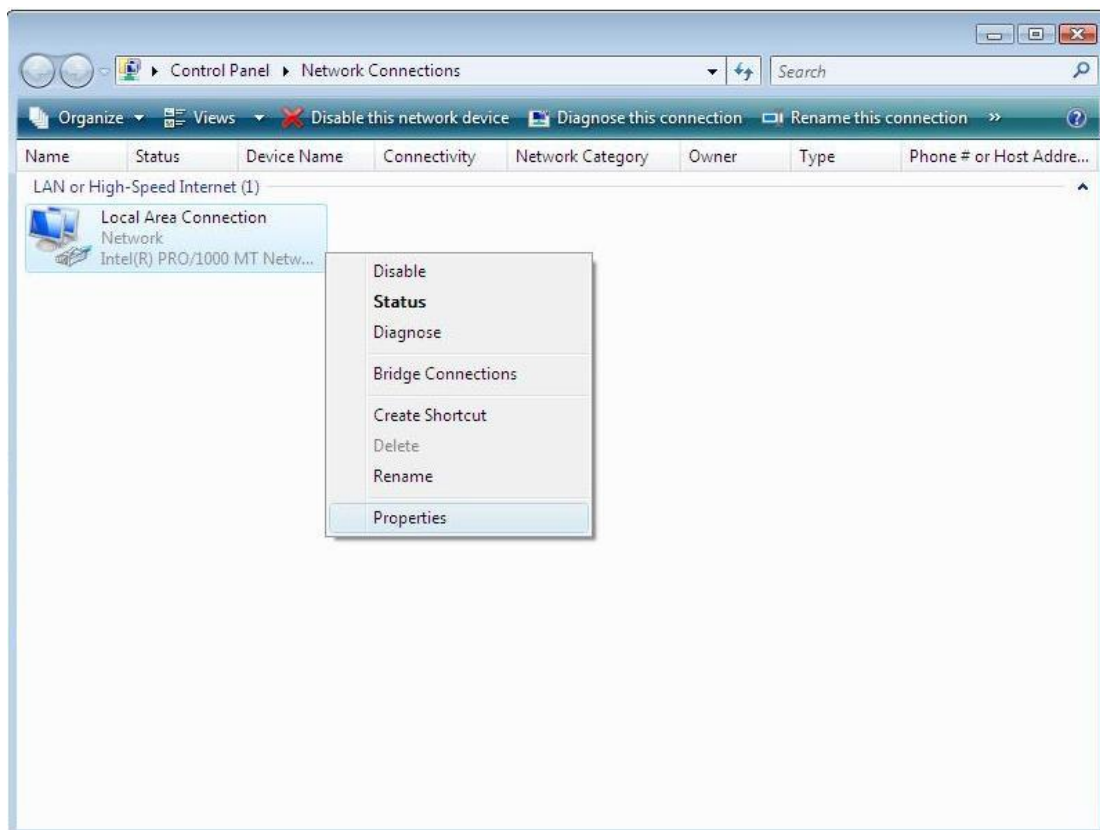 Control Panel Network Connections Search
Organize Views Disable this network device Diagnose this connection Rename this connection »
Name Status Device Name Connectivity Network Category Owner Type Phone # or Host Addre...
LAN or High-Speed Internet (1)
Local Area Connection
Network
Intel(R) PRO/1000 MT Netw...
Disable
Status
Diagnose
Bridge Connections
Create Shortcut
Delete
Rename
Properties